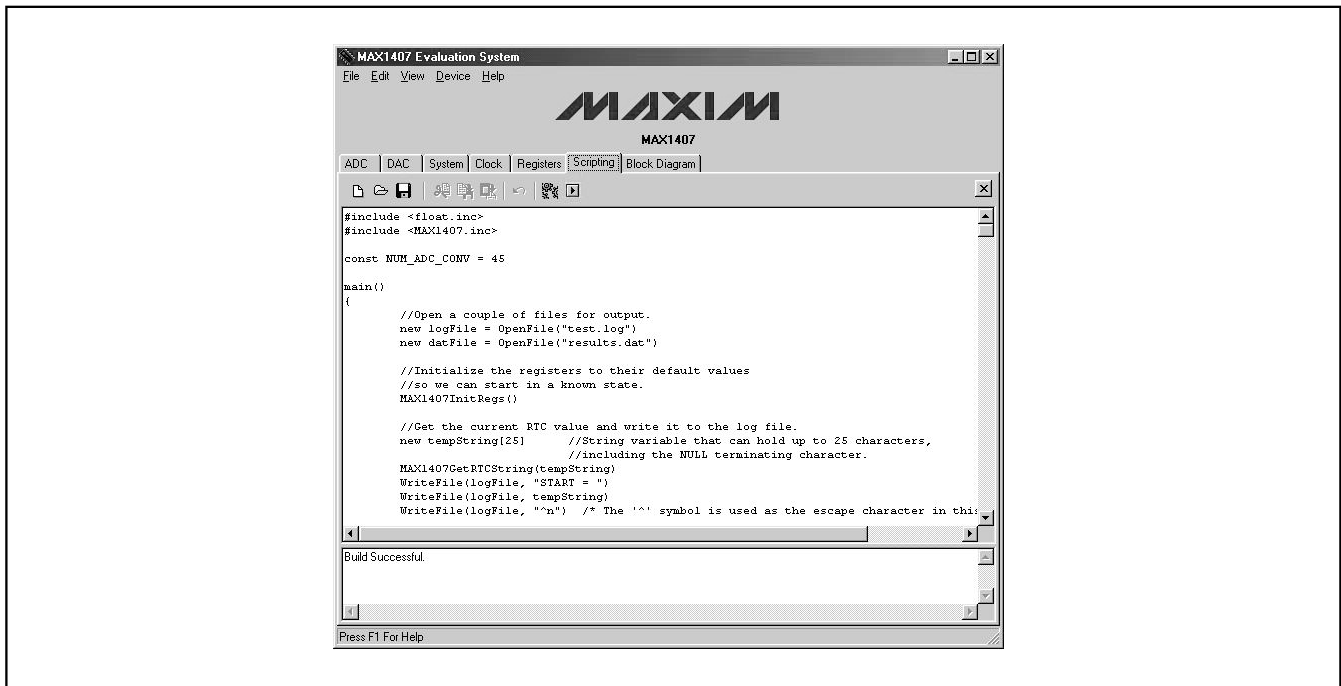 MAX1407 Evaluation System
File Edit View Device Help
MAXIM
MAX1407
ADC DAC System Clock Registers Scripting Block Diagram
#include <float.inc>
#include <MAX1407.inc>
const NUM_ADC_CONV = 45
main()
{
//Open a couple of files for output.
new logFile = OpenFile("test.log")
new datFile = OpenFile("results.dat")
//Initialize the registers to their default values
//so we can start in a known state.
MAX1407InitRegs()
//Get the current RTC value and write it to the log file.
new tempString[25] //String variable that can hold up to 25 characters,
//including the NULL terminating character.
MAX1407GetRTCString(tempString)
WriteFile(logFile, "START = ")
WriteFile(logFile, tempString)
WriteFile(logFile, "^n") /* The '^' symbol is used as the escape character in this
Build Successful.
Press F1 For Help